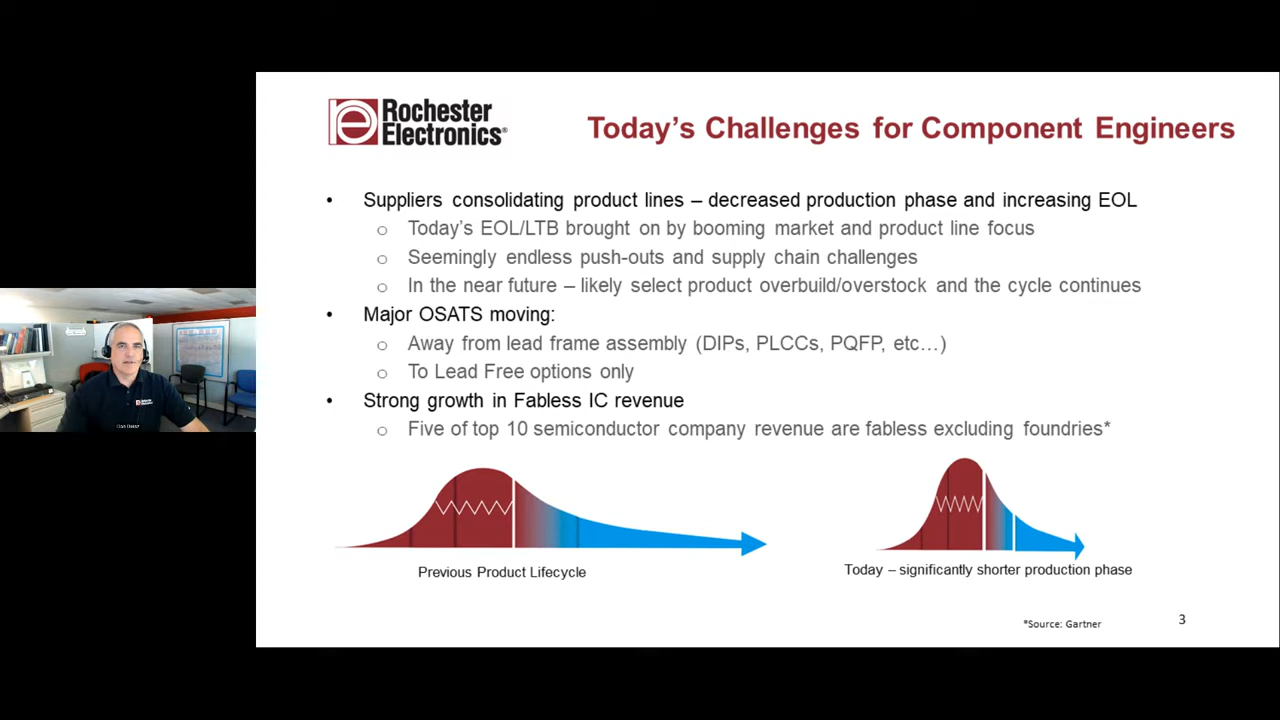 Rochester
Electronics®
Today's Challenges for Component Engineers
• Suppliers consolidating product lines – decreased production phase and increasing EOL
o Today's EOL/LTB brought on by booming market and product line focus
o Seemingly endless push-outs and supply chain challenges
o In the near future – likely select product overbuild/overstock and the cycle continues
• Major OSATS moving:
o Away from lead frame assembly (DIPs, PLCCs, PQFP, etc…)
o To Lead Free options only
• Strong growth in Fabless IC revenue
o Five of top 10 semiconductor company revenue are fabless excluding foundries*
Previous Product Lifecycle
Today – significantly shorter production phase
*Source: Gartner
3